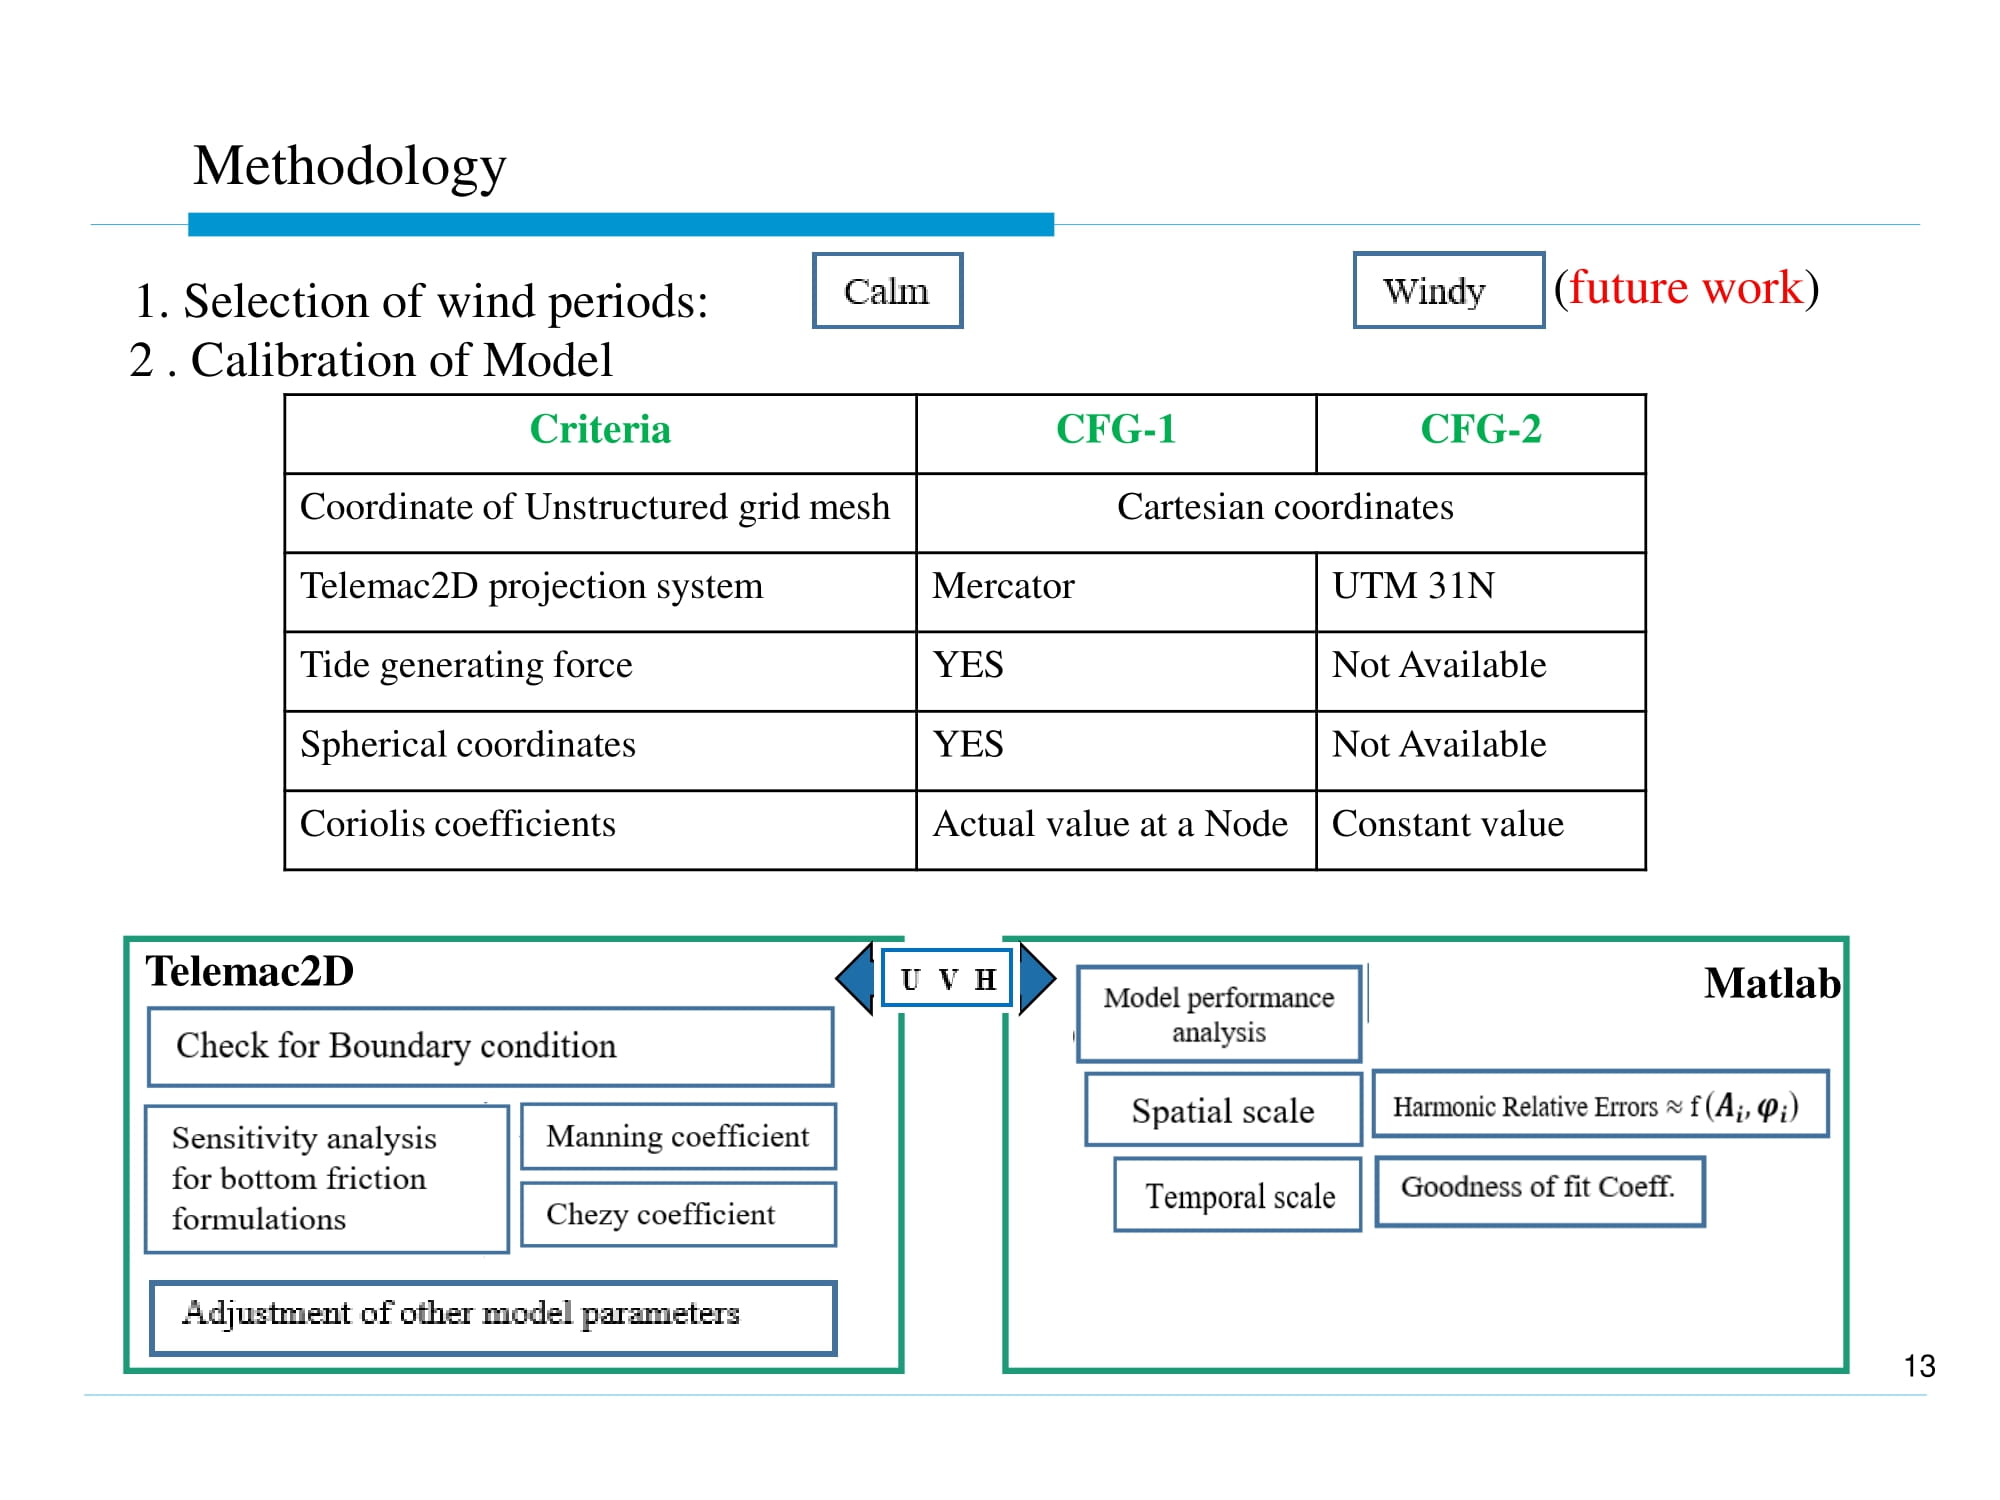 Methodology
1. Selection of wind periods: Calm Windy (future work)
2 . Calibration of Model
Criteria CFG-1 CFG-2
Coordinate of Unstructured grid mesh Cartesian coordinates
Telemac2D projection system Mercator UTM 31N
Tide generating force YES Not Available
Spherical coordinates YES Not Available
Coriolis coefficients Actual value at a Node Constant value
Telemac2D
Check for Boundary condition
Sensitivity analysis
for bottom friction
formulations
Manning coefficient
Chezy coefficient
Adjustment of other model parameters
U V H
Matlab
Model performance
analysis
Spatial scale
Harmonic Relative Errors ≈ f (𝑨ᵢ, 𝝋ᵢ)
Temporal scale
Goodness of fit Coeff.
13